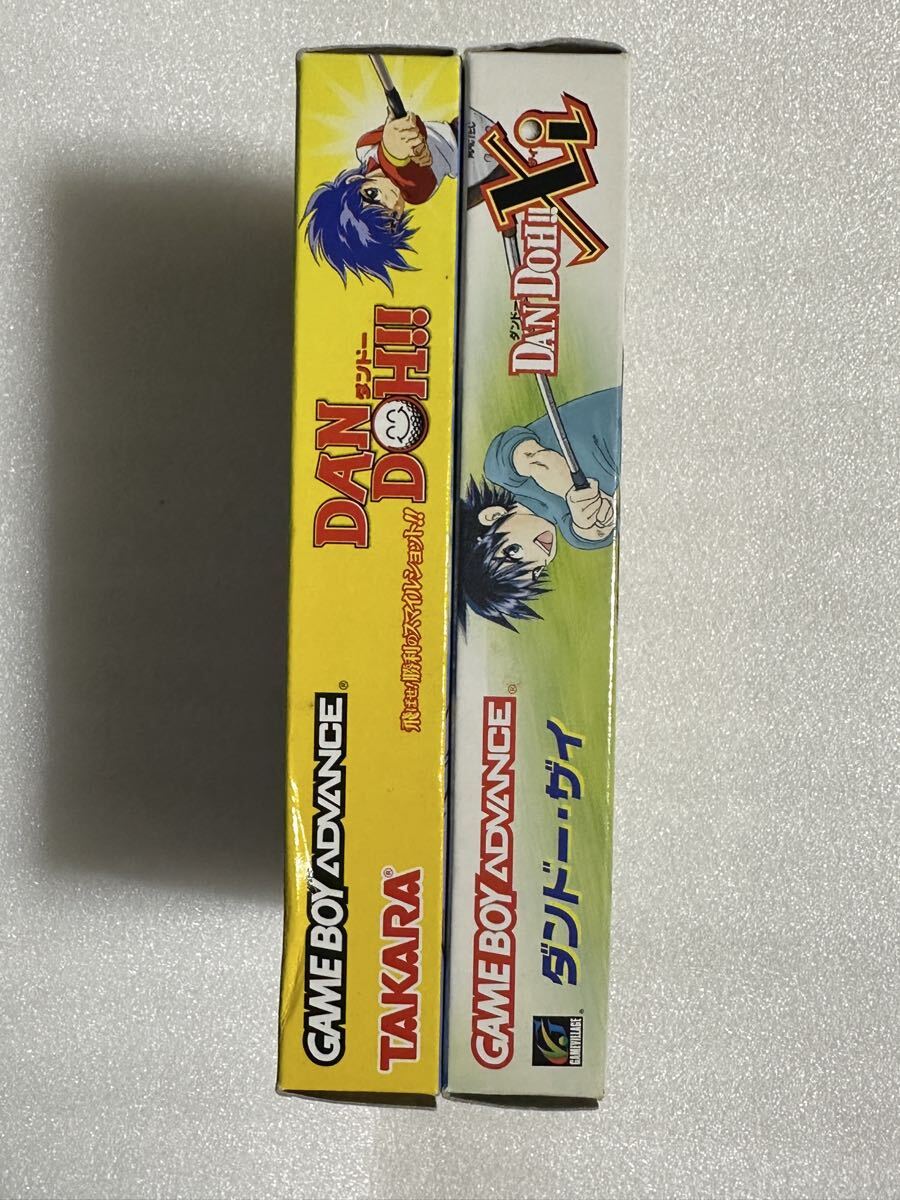 DAN
ダンドー
DOH!!!
飛ばせ!勝利のスマイルショット!!
GAME BOY ADVANCE®
TAKARA®
Xi
ザイ
ダンドー
DAN DOH!!
GAME BOY ADVANCE®
ダンドー・ザイ
GAMEVILLAGE®